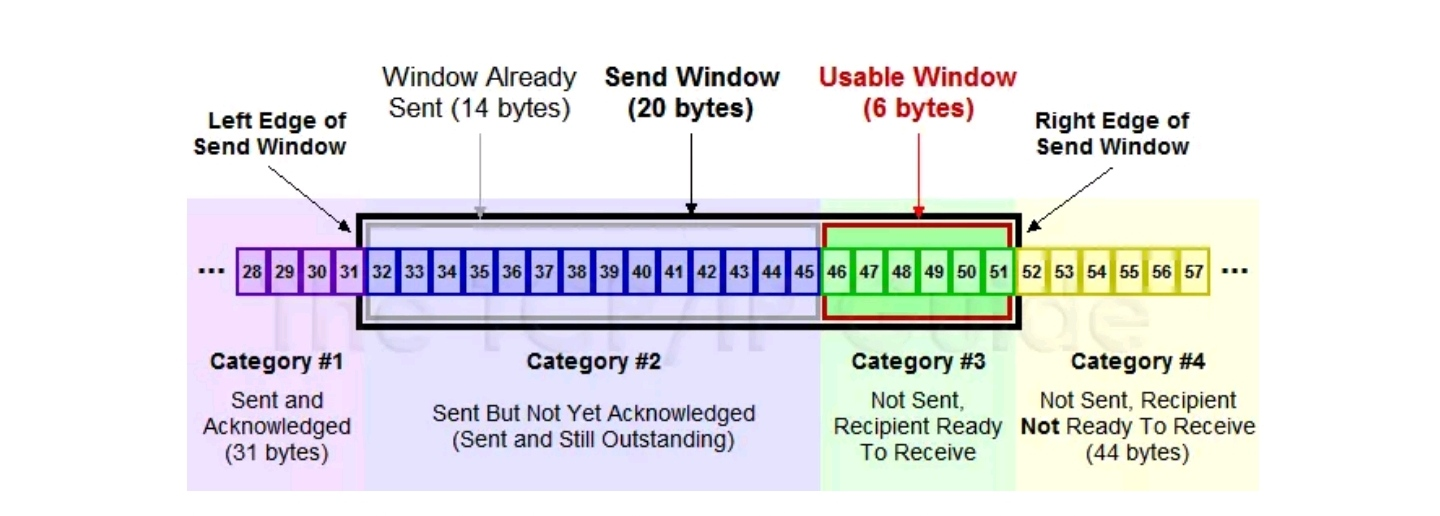 Window Already
Sent (14 bytes)
Send Window
(20 bytes)
Usable Window
(6 bytes)
Left Edge of
Send Window
Right Edge of
Send Window
... 28 29 30 31 32 33 34 35 36 37 38 39 40 41 42 43 44 45 46 47 48 49 50 51 52 53 54 55 56 57 ...
The TCP/IP Guide
Category #1
Sent and
Acknowledged
(31 bytes)
Category #2
Sent But Not Yet Acknowledged
(Sent and Still Outstanding)
Category #3
Not Sent,
Recipient Ready
To Receive
Category #4
Not Sent, Recipient
Not Ready To Receive
(44 bytes)